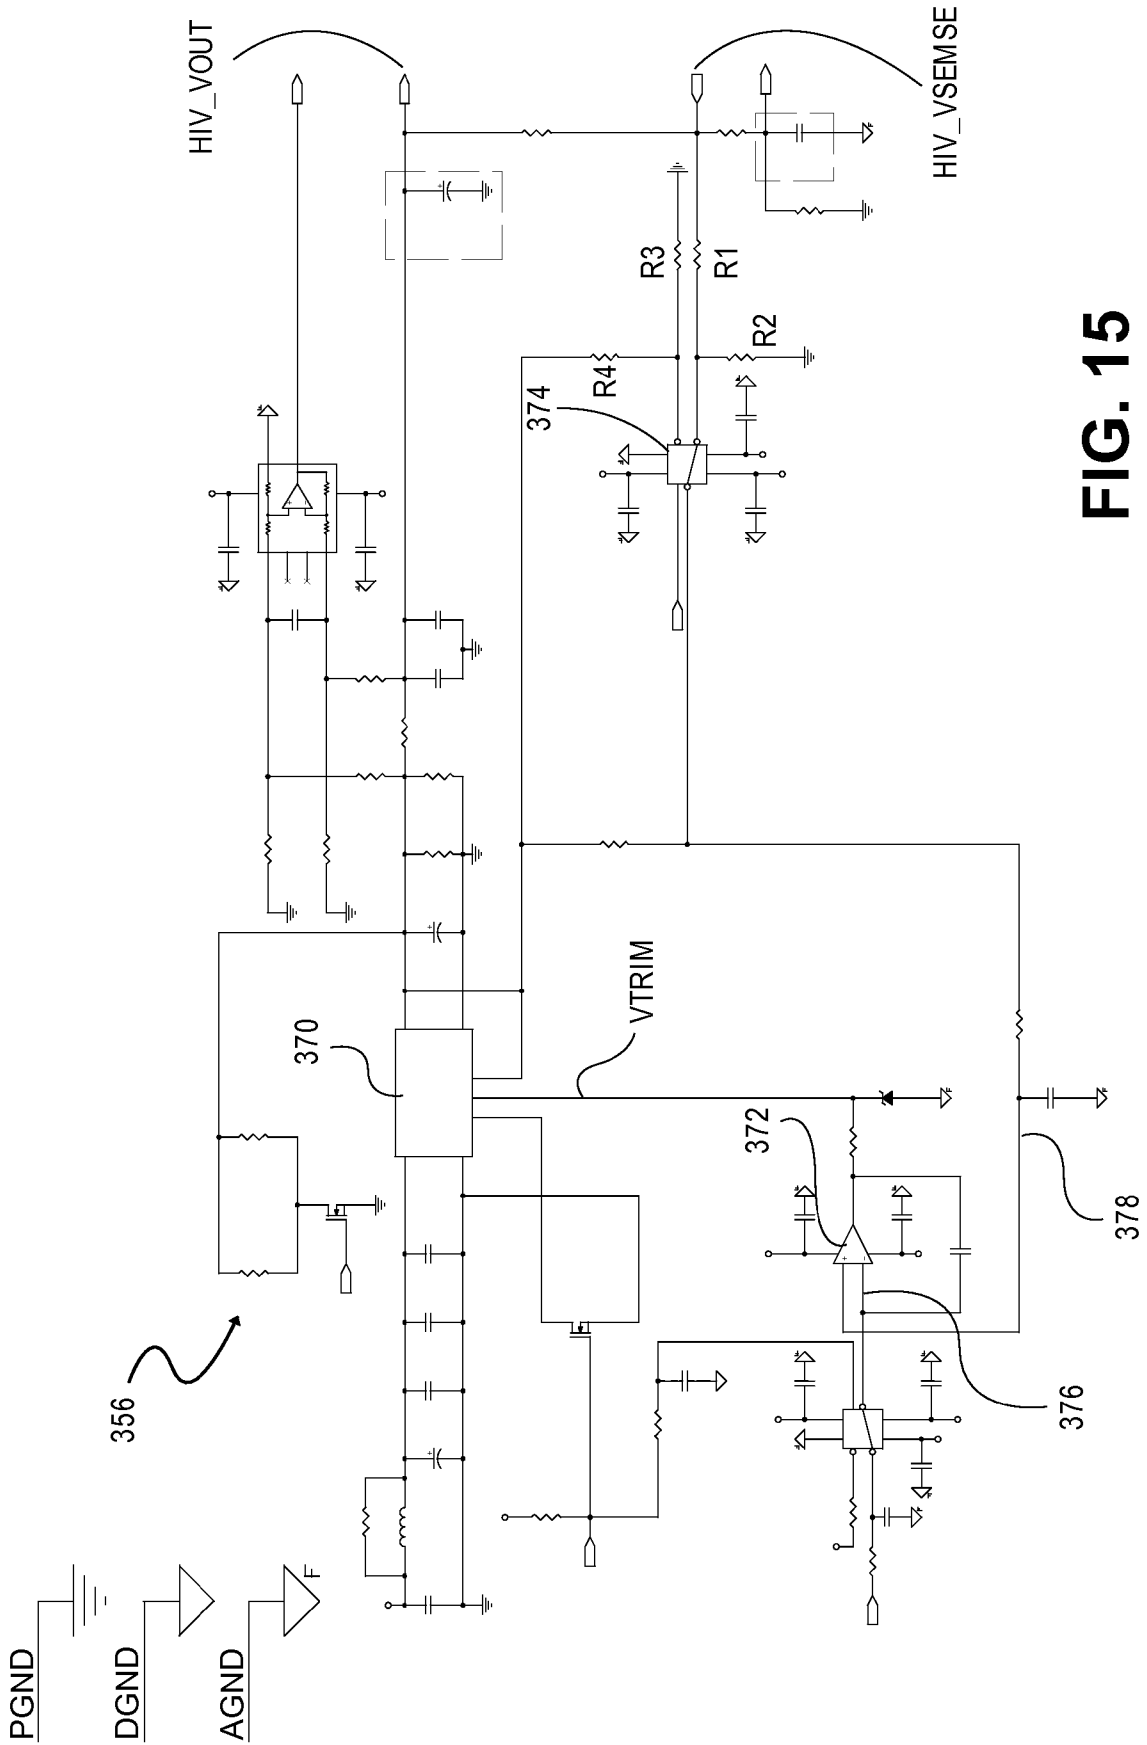 HIV_VOUT
HIV_VSEMSE
R3
R1
R4
R2
374
370
VTRIM
372
378
356
376
PGND
DGND
AGND
FIG. 15